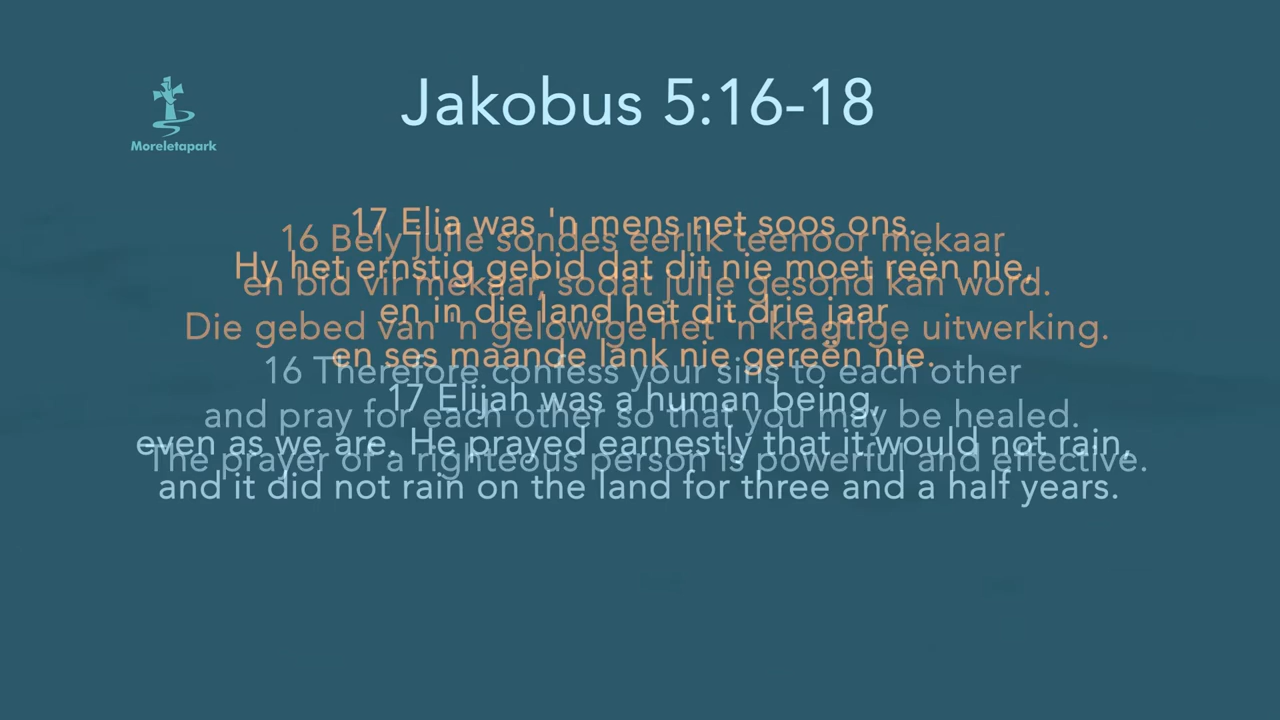 Jakobus 5:16-18
Moreletapark
17 Elia was 'n mens net soos ons.
Hy het ernstig gebid dat dit nie moet reën nie,
en in die land het dit drie jaar
en ses maande lank nie gereën nie.
17 Elijah was a human being,
even as we are. He prayed earnestly that it would not rain,
and it did not rain on the land for three and a half years.
16 Bely julle sondes eerlik teenoor mekaar
en bid vir mekaar, sodat julle gesond kan word.
Die gebed van 'n gelowige het 'n kragtige uitwerking.
16 Therefore confess your sins to each other
and pray for each other so that you may be healed.
The prayer of a righteous person is powerful and effective.